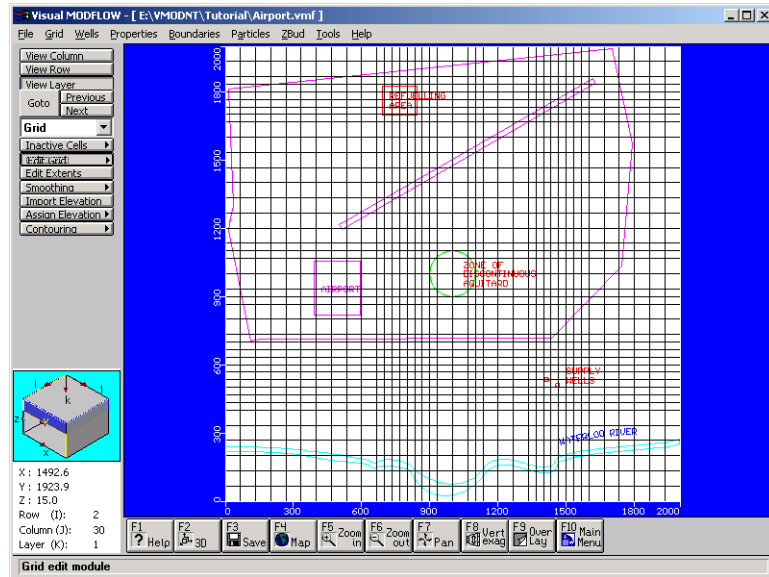 Visual MODFLOW - [ E:\VMODNT\Tutorial\Airport.vmf ]
File Grid Wells Properties Boundaries Particles ZBud Tools Help
View Column
View Row
View Layer
Goto Previous
Next
Grid
Inactive Cells
Edit Grid
Edit Extents
Smoothing
Import Elevation
Assign Elevation
Contouring
2000
1800
1500
1200
900
600
300
0
REFUELLING
AREA
ZONE OF
DISCONTINUOUS
AQUITARD
AIRPORT
SUPPLY
WELLS
WATERLOO RIVER
0 300 600 900 1200 1500 1800 2000
i j
k
z
x
X : 1492.6
Y : 1923.9
Z : 15.0
Row (I): 2
Column (J): 30
Layer (K): 1
F1 ? Help
F2 3D
F3 Save
F4 Map
F5 Zoom in
F6 Zoom out
F7 Pan
F8 Vert exag
F9 Over Lay
F10 Main Menu
Grid edit module